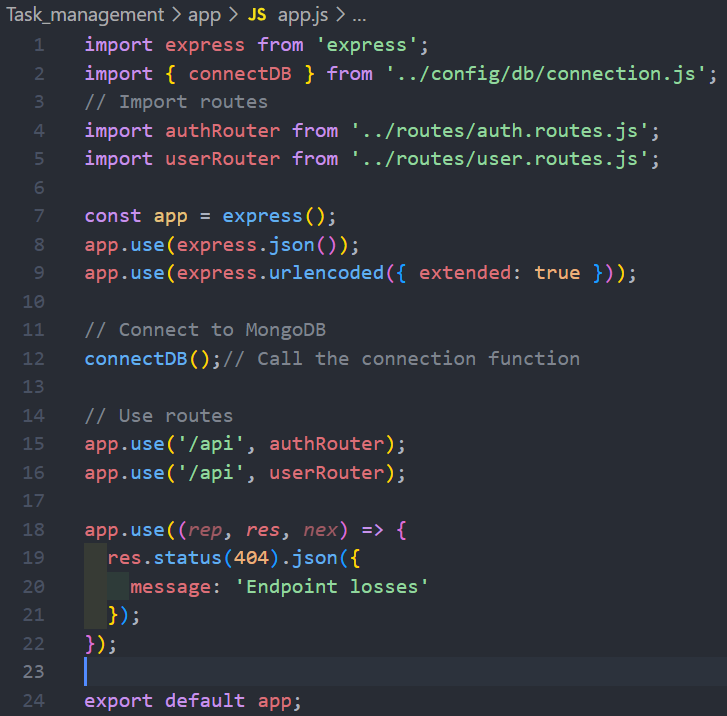 Task_management > app > JS app.js > ...
1 import express from 'express';
2 import { connectDB } from '../config/db/connection.js';
3 // Import routes
4 import authRouter from '../routes/auth.routes.js';
5 import userRouter from '../routes/user.routes.js';
6
7 const app = express();
8 app.use(express.json());
9 app.use(express.urlencoded({ extended: true }));
10
11 // Connect to MongoDB
12 connectDB();// Call the connection function
13
14 // Use routes
15 app.use('/api', authRouter);
16 app.use('/api', userRouter);
17
18 app.use((rep, res, nex) => {
19   res.status(404).json({
20     message: 'Endpoint losses'
21   });
22 });
23
24 export default app;